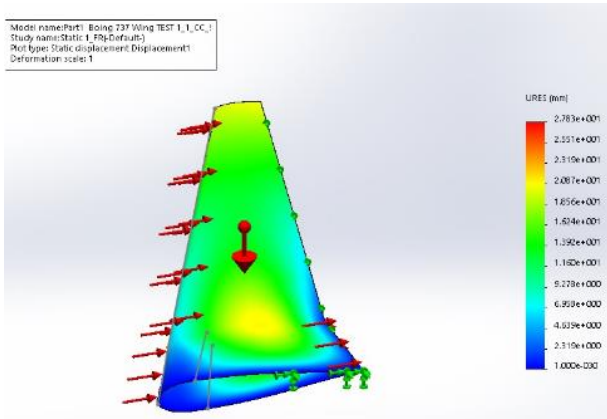 Model name:Part1 Boing 737 Wing TEST 1_1_CC_!
Study name:Static 1_FR(-Default-)
Plot type: Static displacement Displacement1
Deformation scale: 1
URES (mm)
2.783e+001
2.551e+001
2.319e+001
2.087e+001
1.856e+001
1.624e+001
1.392e+001
1.160e+001
9.278e+000
6.958e+000
4.639e+000
2.319e+000
1.000e-030